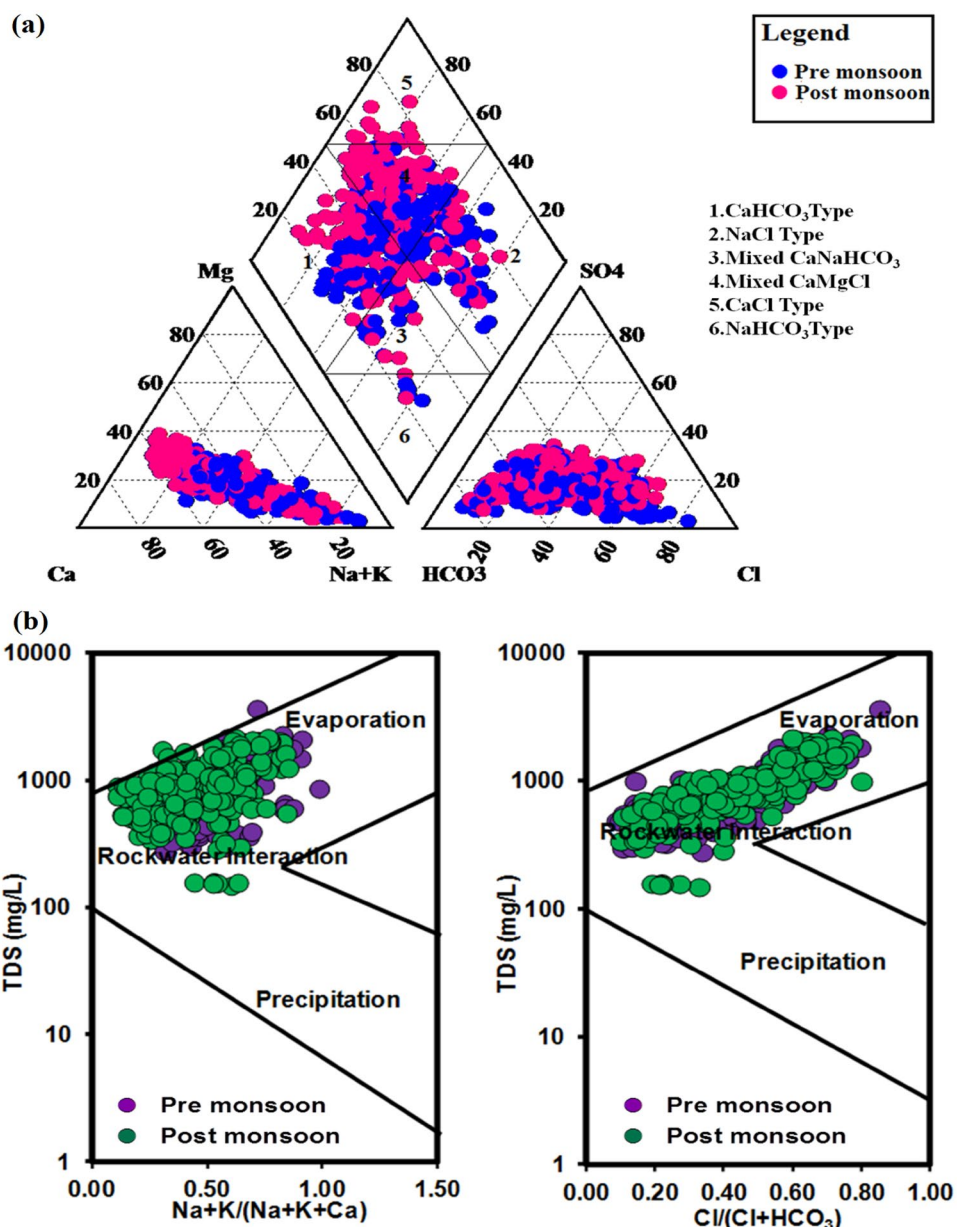 (a)
Legend
Pre monsoon
Post monsoon
80 80
5
60 60
40 4 40
20 20
1 2
Mg SO4
1.CaHCO₃Type
2.NaCl Type
3.Mixed CaNaHCO₃
4.Mixed CaMgCl
5.CaCl Type
6.NaHCO₃Type
3
80 80
60 60
6
40 40
20 20
80 60 40 20 20 40 60 80
Ca Na+K HCO3 Cl
(b)
10000
1000
100
10
1
TDS (mg/L)
Evaporation
Rockwater Interaction
Precipitation
Pre monsoon
Post monsoon
0.00 0.50 1.00 1.50
Na+K/(Na+K+Ca)
10000
1000
100
10
1
TDS (mg/L)
Evaporation
Rockwater Interaction
Precipitation
Pre monsoon
Post monsoon
0.00 0.20 0.40 0.60 0.80 1.00
Cl/(Cl+HCO₃)